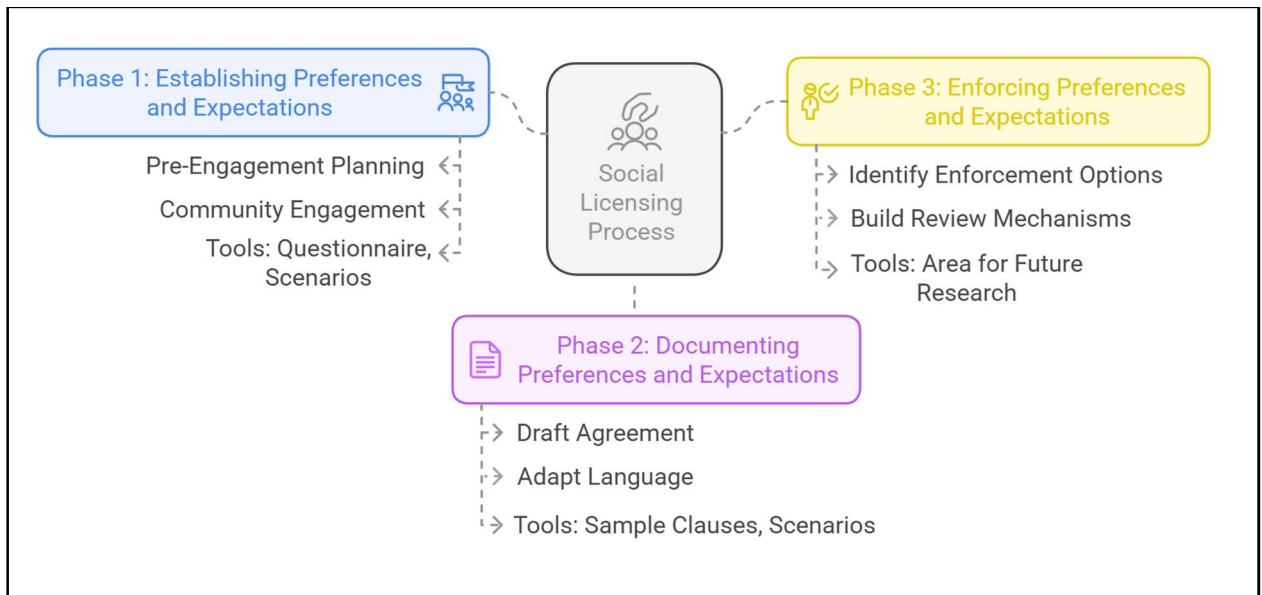 Phase 1: Establishing Preferences
and Expectations
Pre-Engagement Planning
Community Engagement
Tools: Questionnaire,
Scenarios
Social
Licensing
Process
Phase 3: Enforcing Preferences
and Expectations
Identify Enforcement Options
Build Review Mechanisms
Tools: Area for Future
Research
Phase 2: Documenting
Preferences and Expectations
Draft Agreement
Adapt Language
Tools: Sample Clauses, Scenarios